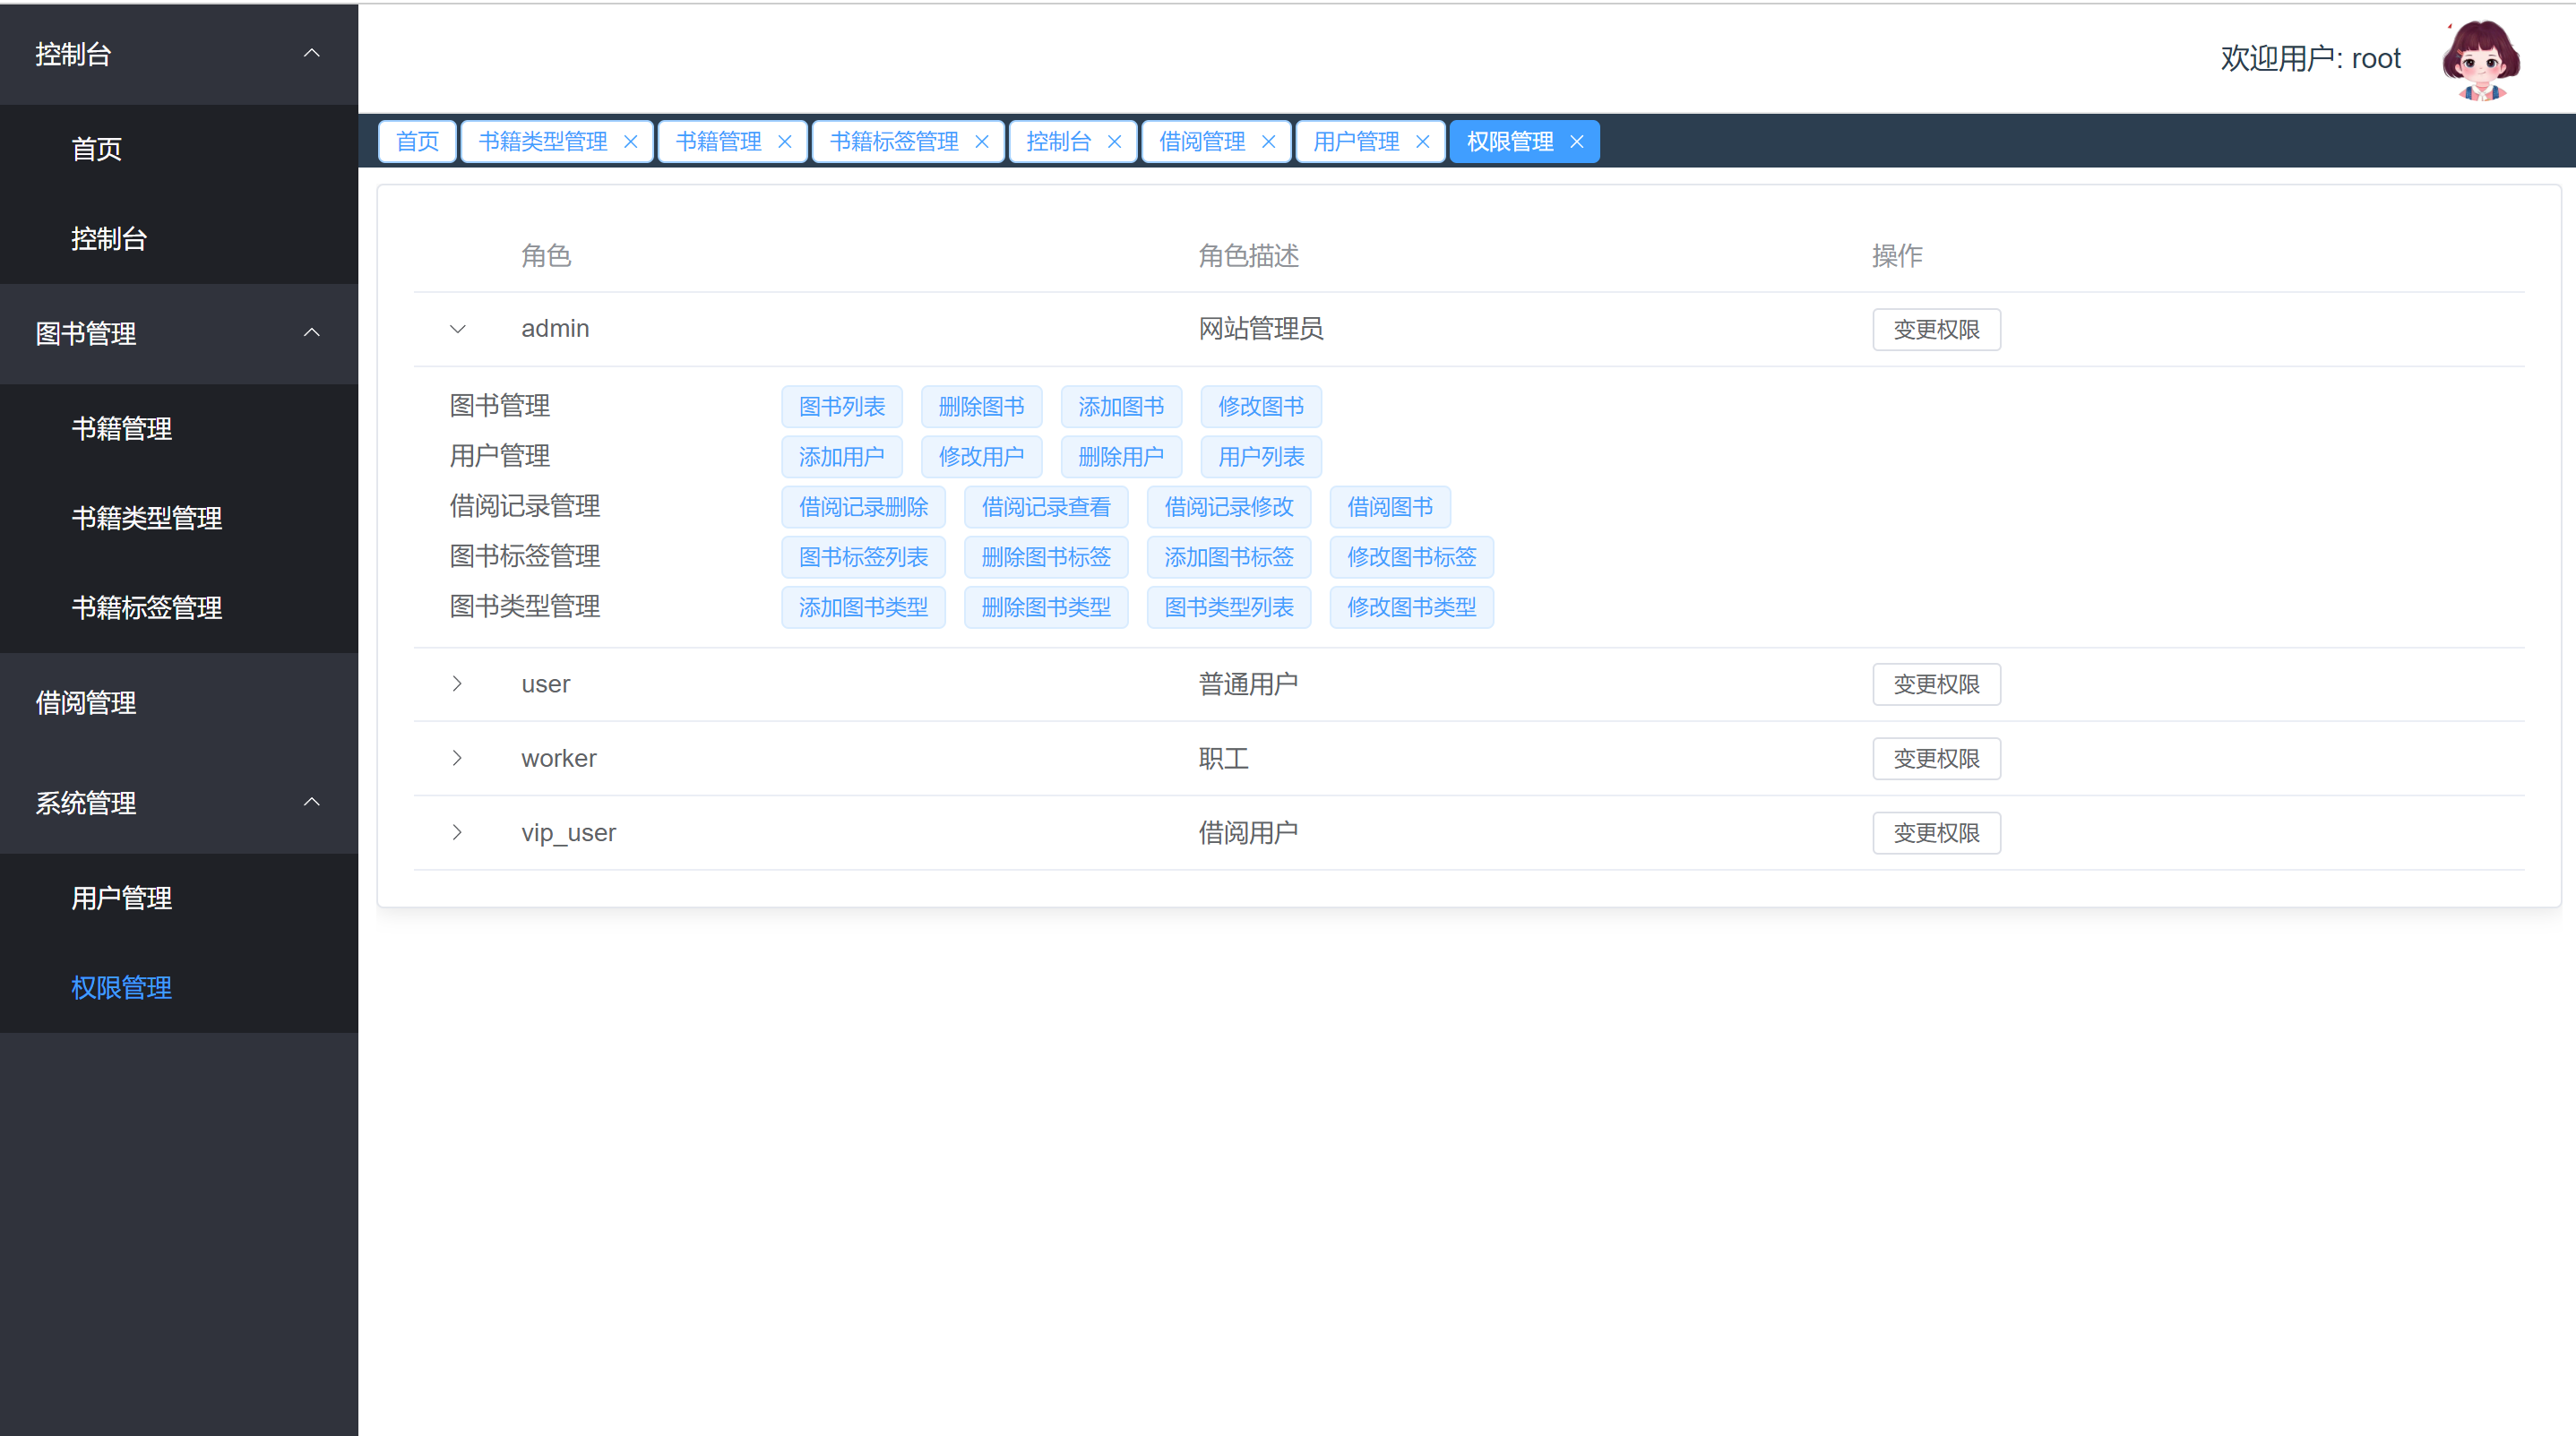 控制台
首页
控制台
图书管理
书籍管理
书籍类型管理
书籍标签管理
借阅管理
系统管理
用户管理
权限管理
欢迎用户: root
首页 书籍类型管理 书籍管理 书籍标签管理 控制台 借阅管理 用户管理 权限管理
角色 角色描述 操作
admin 网站管理员 变更权限
图书管理 图书列表 删除图书 添加图书 修改图书
用户管理 添加用户 修改用户 删除用户 用户列表
借阅记录管理 借阅记录删除 借阅记录查看 借阅记录修改 借阅图书
图书标签管理 图书标签列表 删除图书标签 添加图书标签 修改图书标签
图书类型管理 添加图书类型 删除图书类型 图书类型列表 修改图书类型
user 普通用户 变更权限
worker 职工 变更权限
vip_user 借阅用户 变更权限